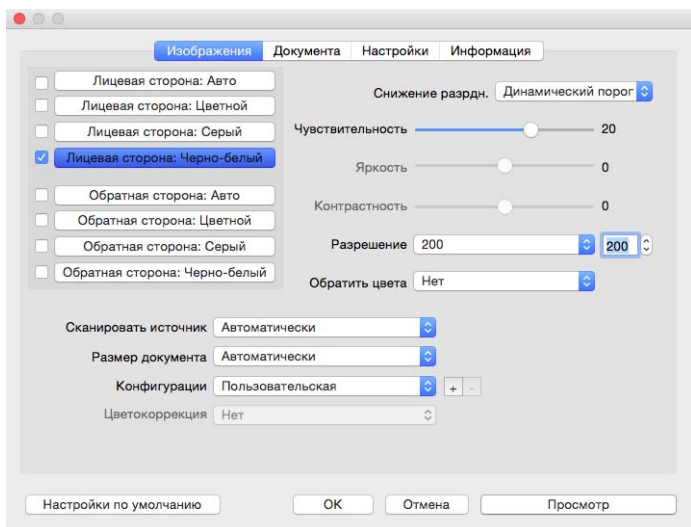 Изображения Документа Настройки Информация
Лицевая сторона: Авто
Лицевая сторона: Цветной
Лицевая сторона: Серый
Лицевая сторона: Черно-белый
Обратная сторона: Авто
Обратная сторона: Цветной
Обратная сторона: Серый
Обратная сторона: Черно-белый
Снижение разрдн. Динамический порог
Чувствительность 20
Яркость 0
Контрастность 0
Разрешение 200 200
Обратить цвета Нет
Сканировать источник Автоматически
Размер документа Автоматически
Конфигурации Пользовательская + -
Цветокоррекция Нет
Настройки по умолчанию OK Отмена Просмотр